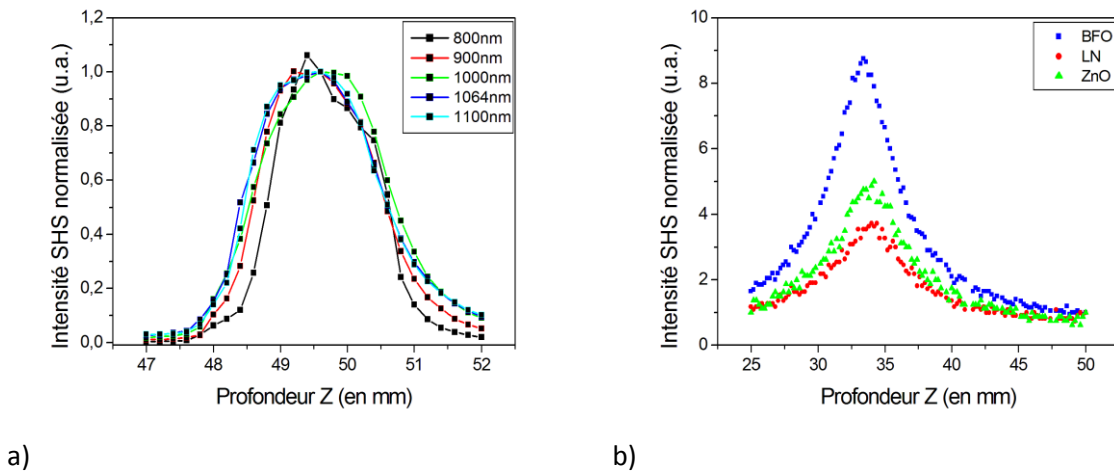 Intensité SHS normalisée (u.a.)
1,2
1,0
0,8
0,6
0,4
0,2
0,0
47 48 49 50 51 52
Profondeur Z (en mm)
800nm
900nm
1000nm
1064nm
1100nm
Intensité SHS normalisée (u.a.)
10
8
6
4
2
0
25 30 35 40 45 50
Profondeur Z (en mm)
BFO
LN
ZnO
a) b)